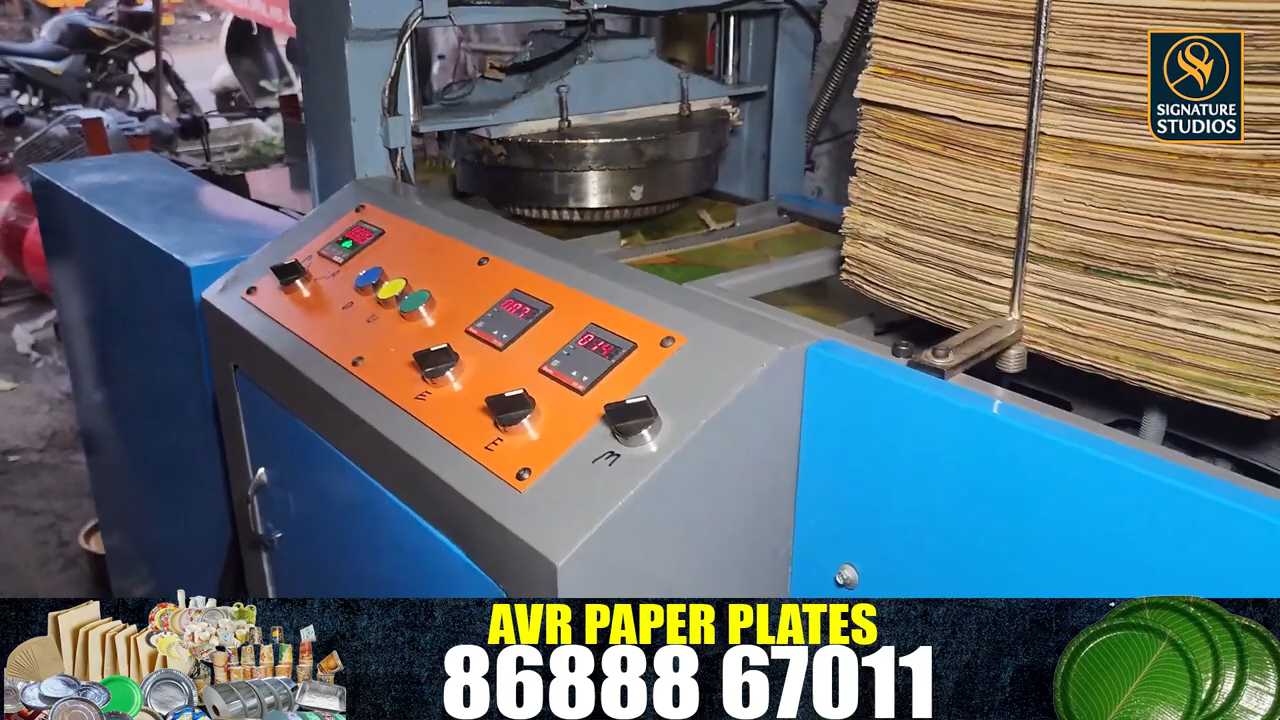 SIGNATURE
STUDIOS
E
E
M
AVR PAPER PLATES
86888 67011